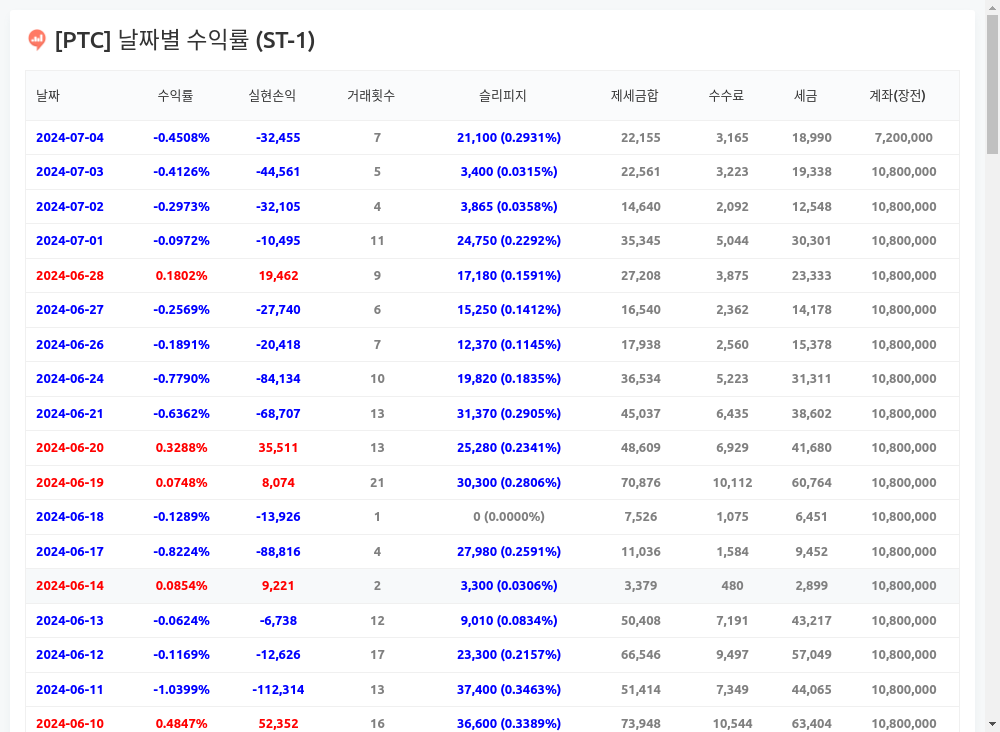 [PTC] 날짜별 수익률 (ST-1)
날짜 수익률 실현손익 거래횟수 슬리피지 제세금합 수수료 세금 계좌(장전)
2024-07-04 -0.4508% -32,455 7 21,100 (0.2931%) 22,155 3,165 18,990 7,200,000
2024-07-03 -0.4126% -44,561 5 3,400 (0.0315%) 22,561 3,223 19,338 10,800,000
2024-07-02 -0.2973% -32,105 4 3,865 (0.0358%) 14,640 2,092 12,548 10,800,000
2024-07-01 -0.0972% -10,495 11 24,750 (0.2292%) 35,345 5,044 30,301 10,800,000
2024-06-28 0.1802% 19,462 9 17,180 (0.1591%) 27,208 3,875 23,333 10,800,000
2024-06-27 -0.2569% -27,740 6 15,250 (0.1412%) 16,540 2,362 14,178 10,800,000
2024-06-26 -0.1891% -20,418 7 12,370 (0.1145%) 17,938 2,560 15,378 10,800,000
2024-06-24 -0.7790% -84,134 10 19,820 (0.1835%) 36,534 5,223 31,311 10,800,000
2024-06-21 -0.6362% -68,707 13 31,370 (0.2905%) 45,037 6,435 38,602 10,800,000
2024-06-20 0.3288% 35,511 13 25,280 (0.2341%) 48,609 6,929 41,680 10,800,000
2024-06-19 0.0748% 8,074 21 30,300 (0.2806%) 70,876 10,112 60,764 10,800,000
2024-06-18 -0.1289% -13,926 1 0 (0.0000%) 7,526 1,075 6,451 10,800,000
2024-06-17 -0.8224% -88,816 4 27,980 (0.2591%) 11,036 1,584 9,452 10,800,000
2024-06-14 0.0854% 9,221 2 3,300 (0.0306%) 3,379 480 2,899 10,800,000
2024-06-13 -0.0624% -6,738 12 9,010 (0.0834%) 50,408 7,191 43,217 10,800,000
2024-06-12 -0.1169% -12,626 17 23,300 (0.2157%) 66,546 9,497 57,049 10,800,000
2024-06-11 -1.0399% -112,314 13 37,400 (0.3463%) 51,414 7,349 44,065 10,800,000
2024-06-10 0.4847% 52,352 16 36,600 (0.3389%) 73,948 10,544 63,404 10,800,000